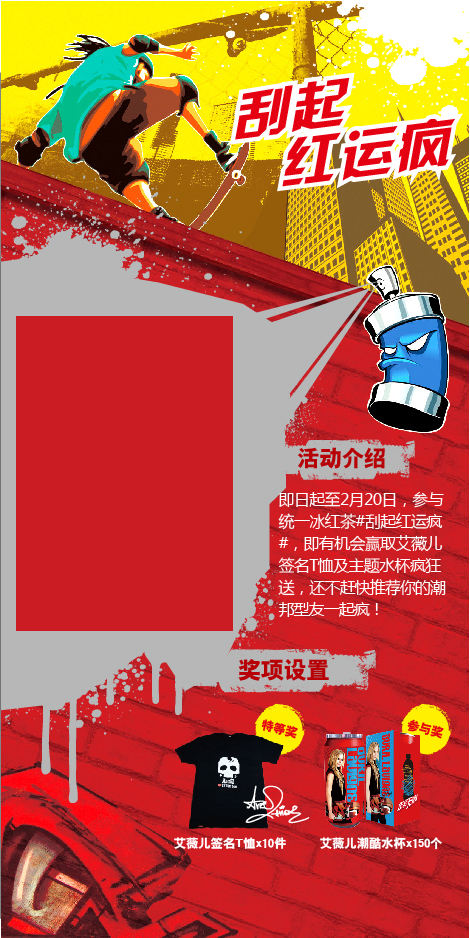 刮起
红运疯
活动介绍
即日起至2月20日，参与
统一冰红茶#刮起红运疯
#，即有机会赢取艾薇儿
签名T恤及主题水杯疯狂
送，还不赶快推荐你的潮
邦型友一起疯！
奖项设置
特等奖
参与奖
艾薇儿签名T恤x10件
艾薇儿潮酷水杯x150个